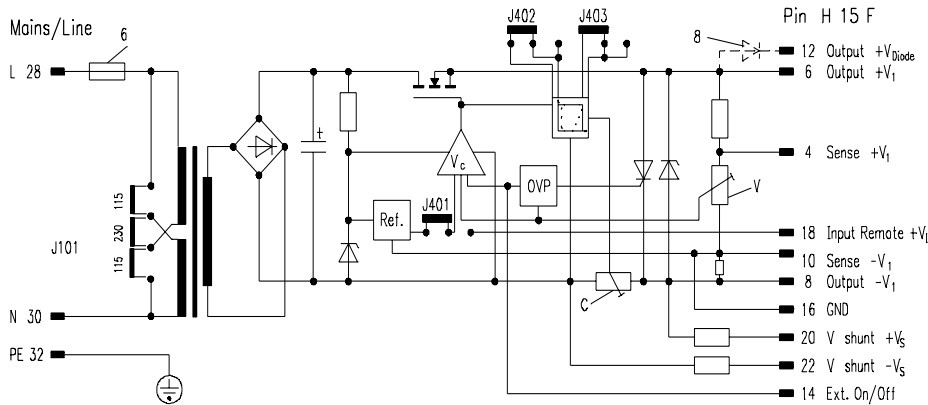 J402 J403
Pin H 15 F
Mains/Line
6
8
12 Output +VDiode
L 28
6 Output +V1
t
4 Sense +V1
Vc
OVP
V
115
J401
230
Ref.
18 Input Remote +VL
J101
115
10 Sense -V1
8 Output -V1
C
N 30
16 GND
20 V shunt +VS
PE 32
22 V shunt -VS
14 Ext. On/Off